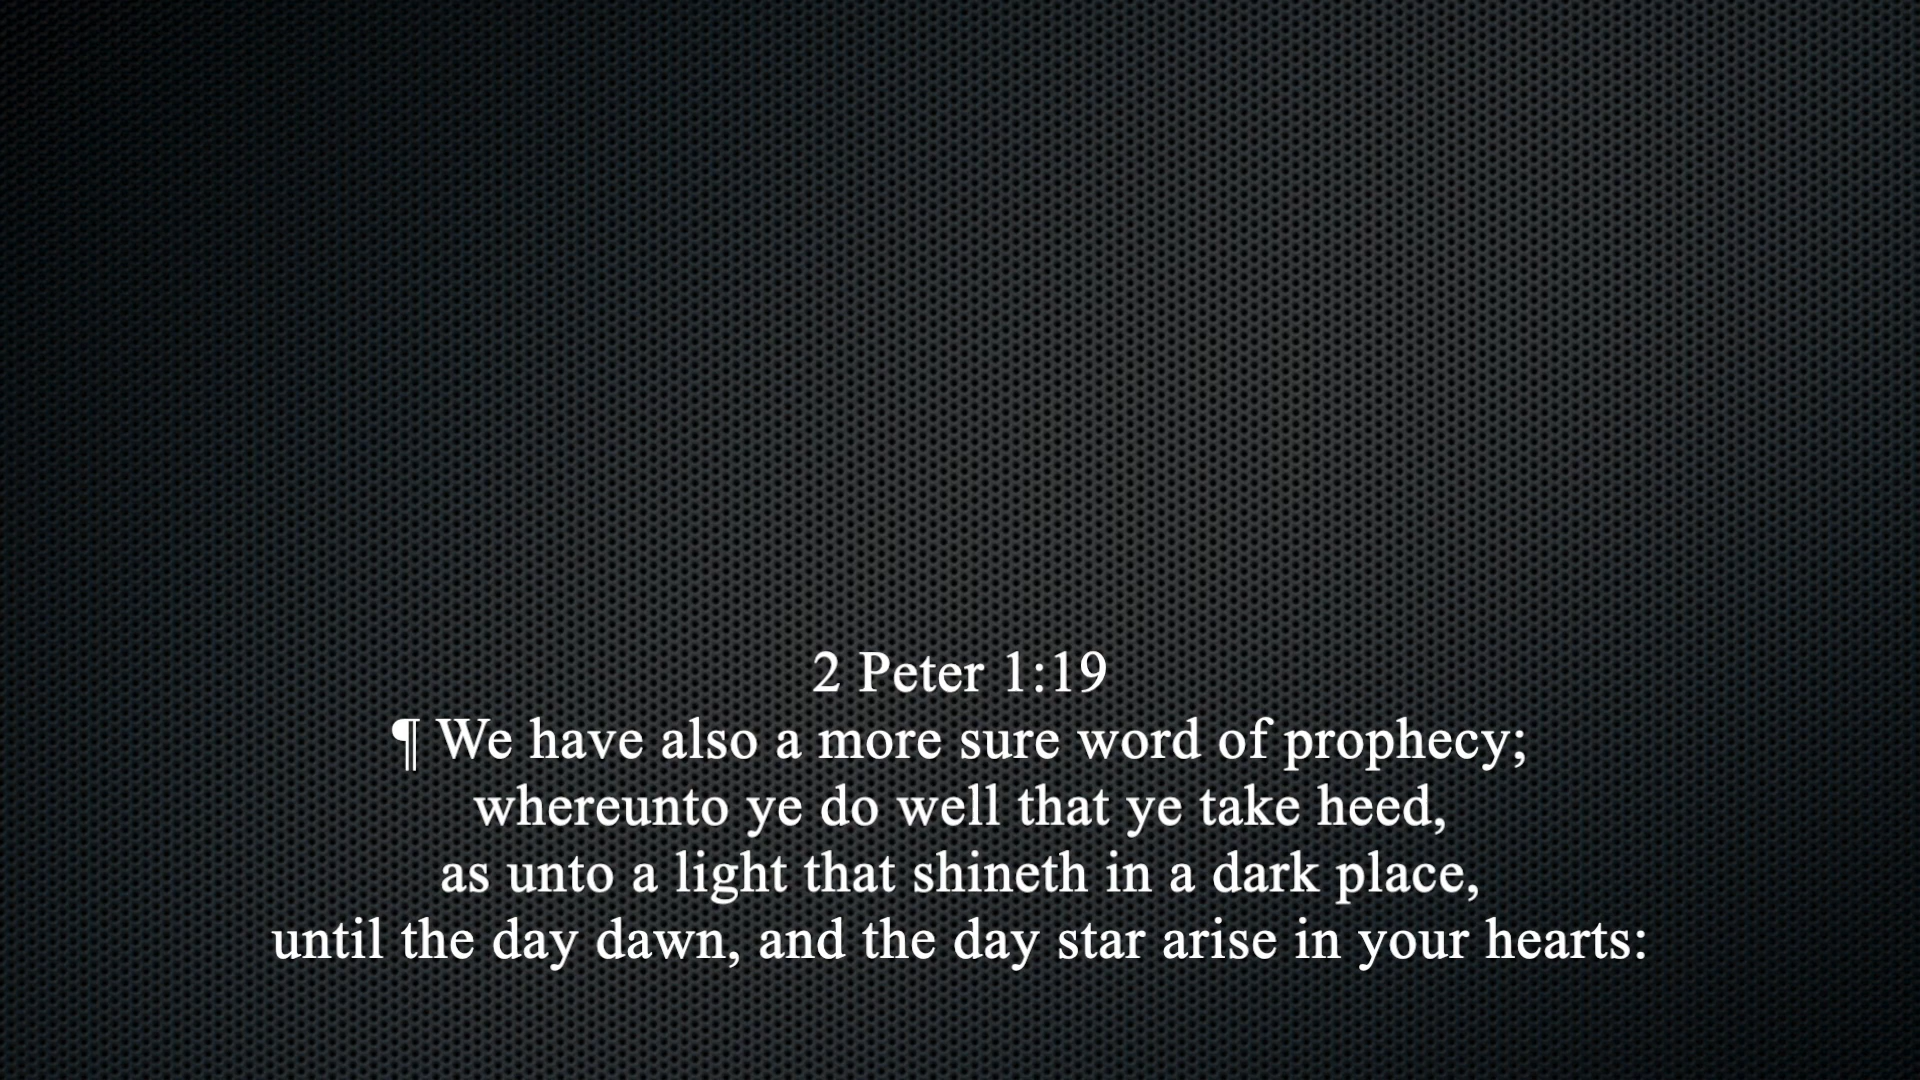 2 Peter 1:19
¶ We have also a more sure word of prophecy;
whereunto ye do well that ye take heed,
as unto a light that shineth in a dark place,
until the day dawn, and the day star arise in your hearts: